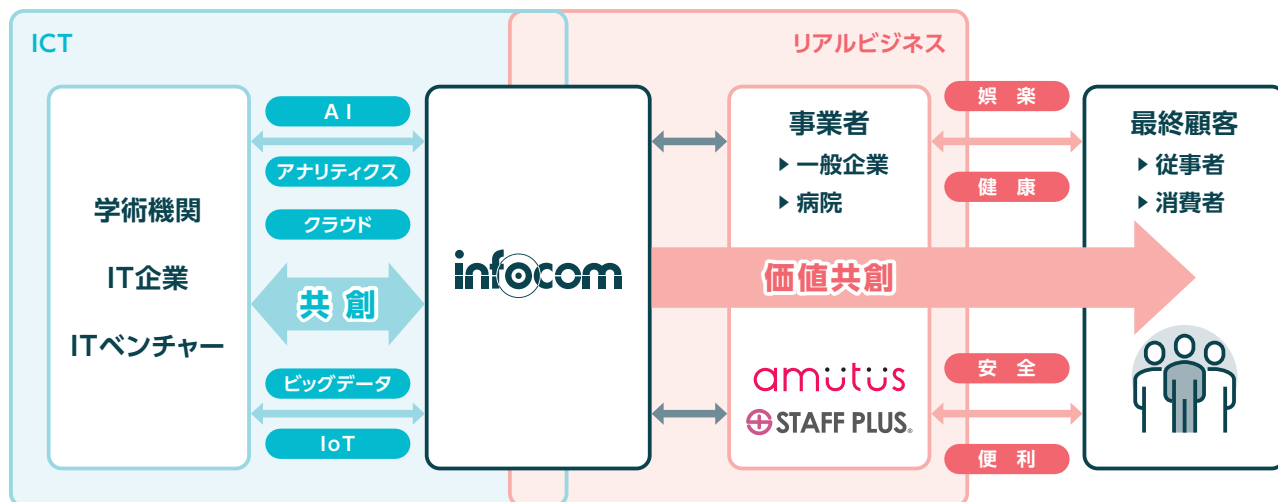 ICT
リアルビジネス
学術機関
IT企業
ITベンチャー
AI
アナリティクス
クラウド
共創
ビッグデータ
IoT
infocom
事業者
一般企業
病院
価値共創
amütüs
STAFF PLUS®
娯楽
健康
安全
便利
最終顧客
従事者
消費者